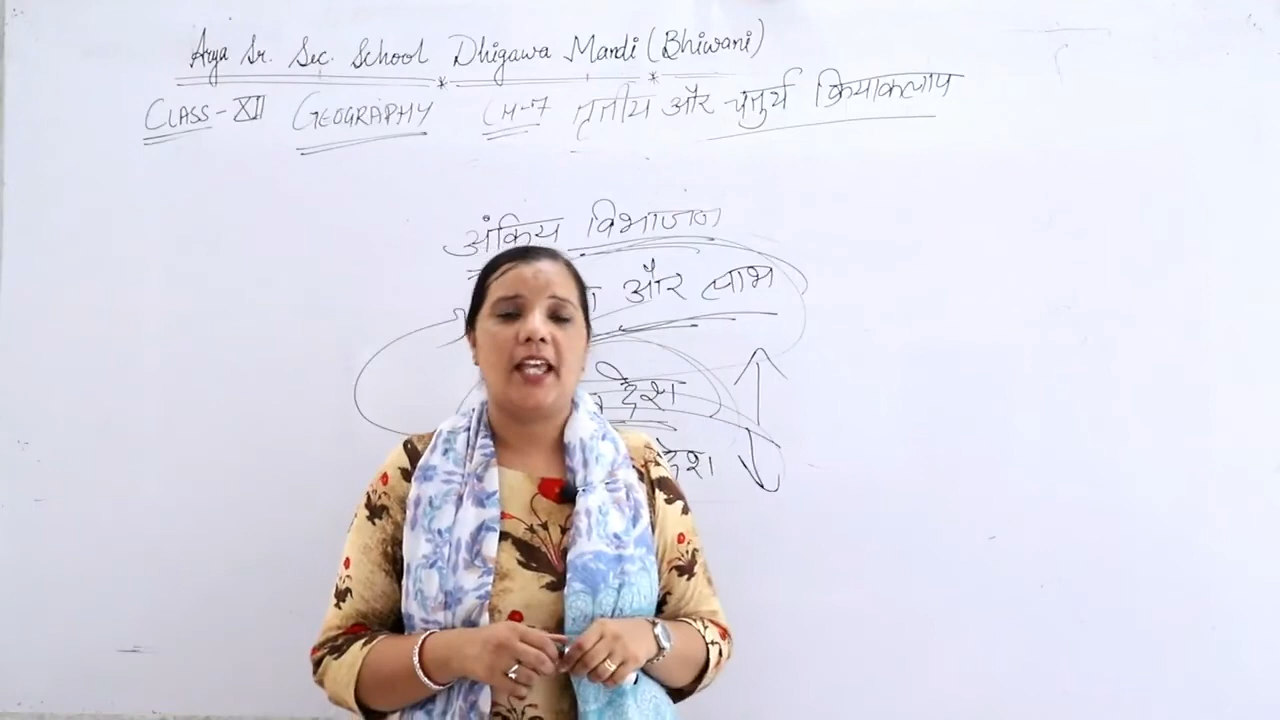 Arya Sr. Sec. School Dhigawa Mandi (Bhiwani)
CLASS-XII GEOGRAPHY CH-7 तृतीय और चतुर्थ क्रियाकलाप
अंकिय विभाजन
और लाभ
देश
देश